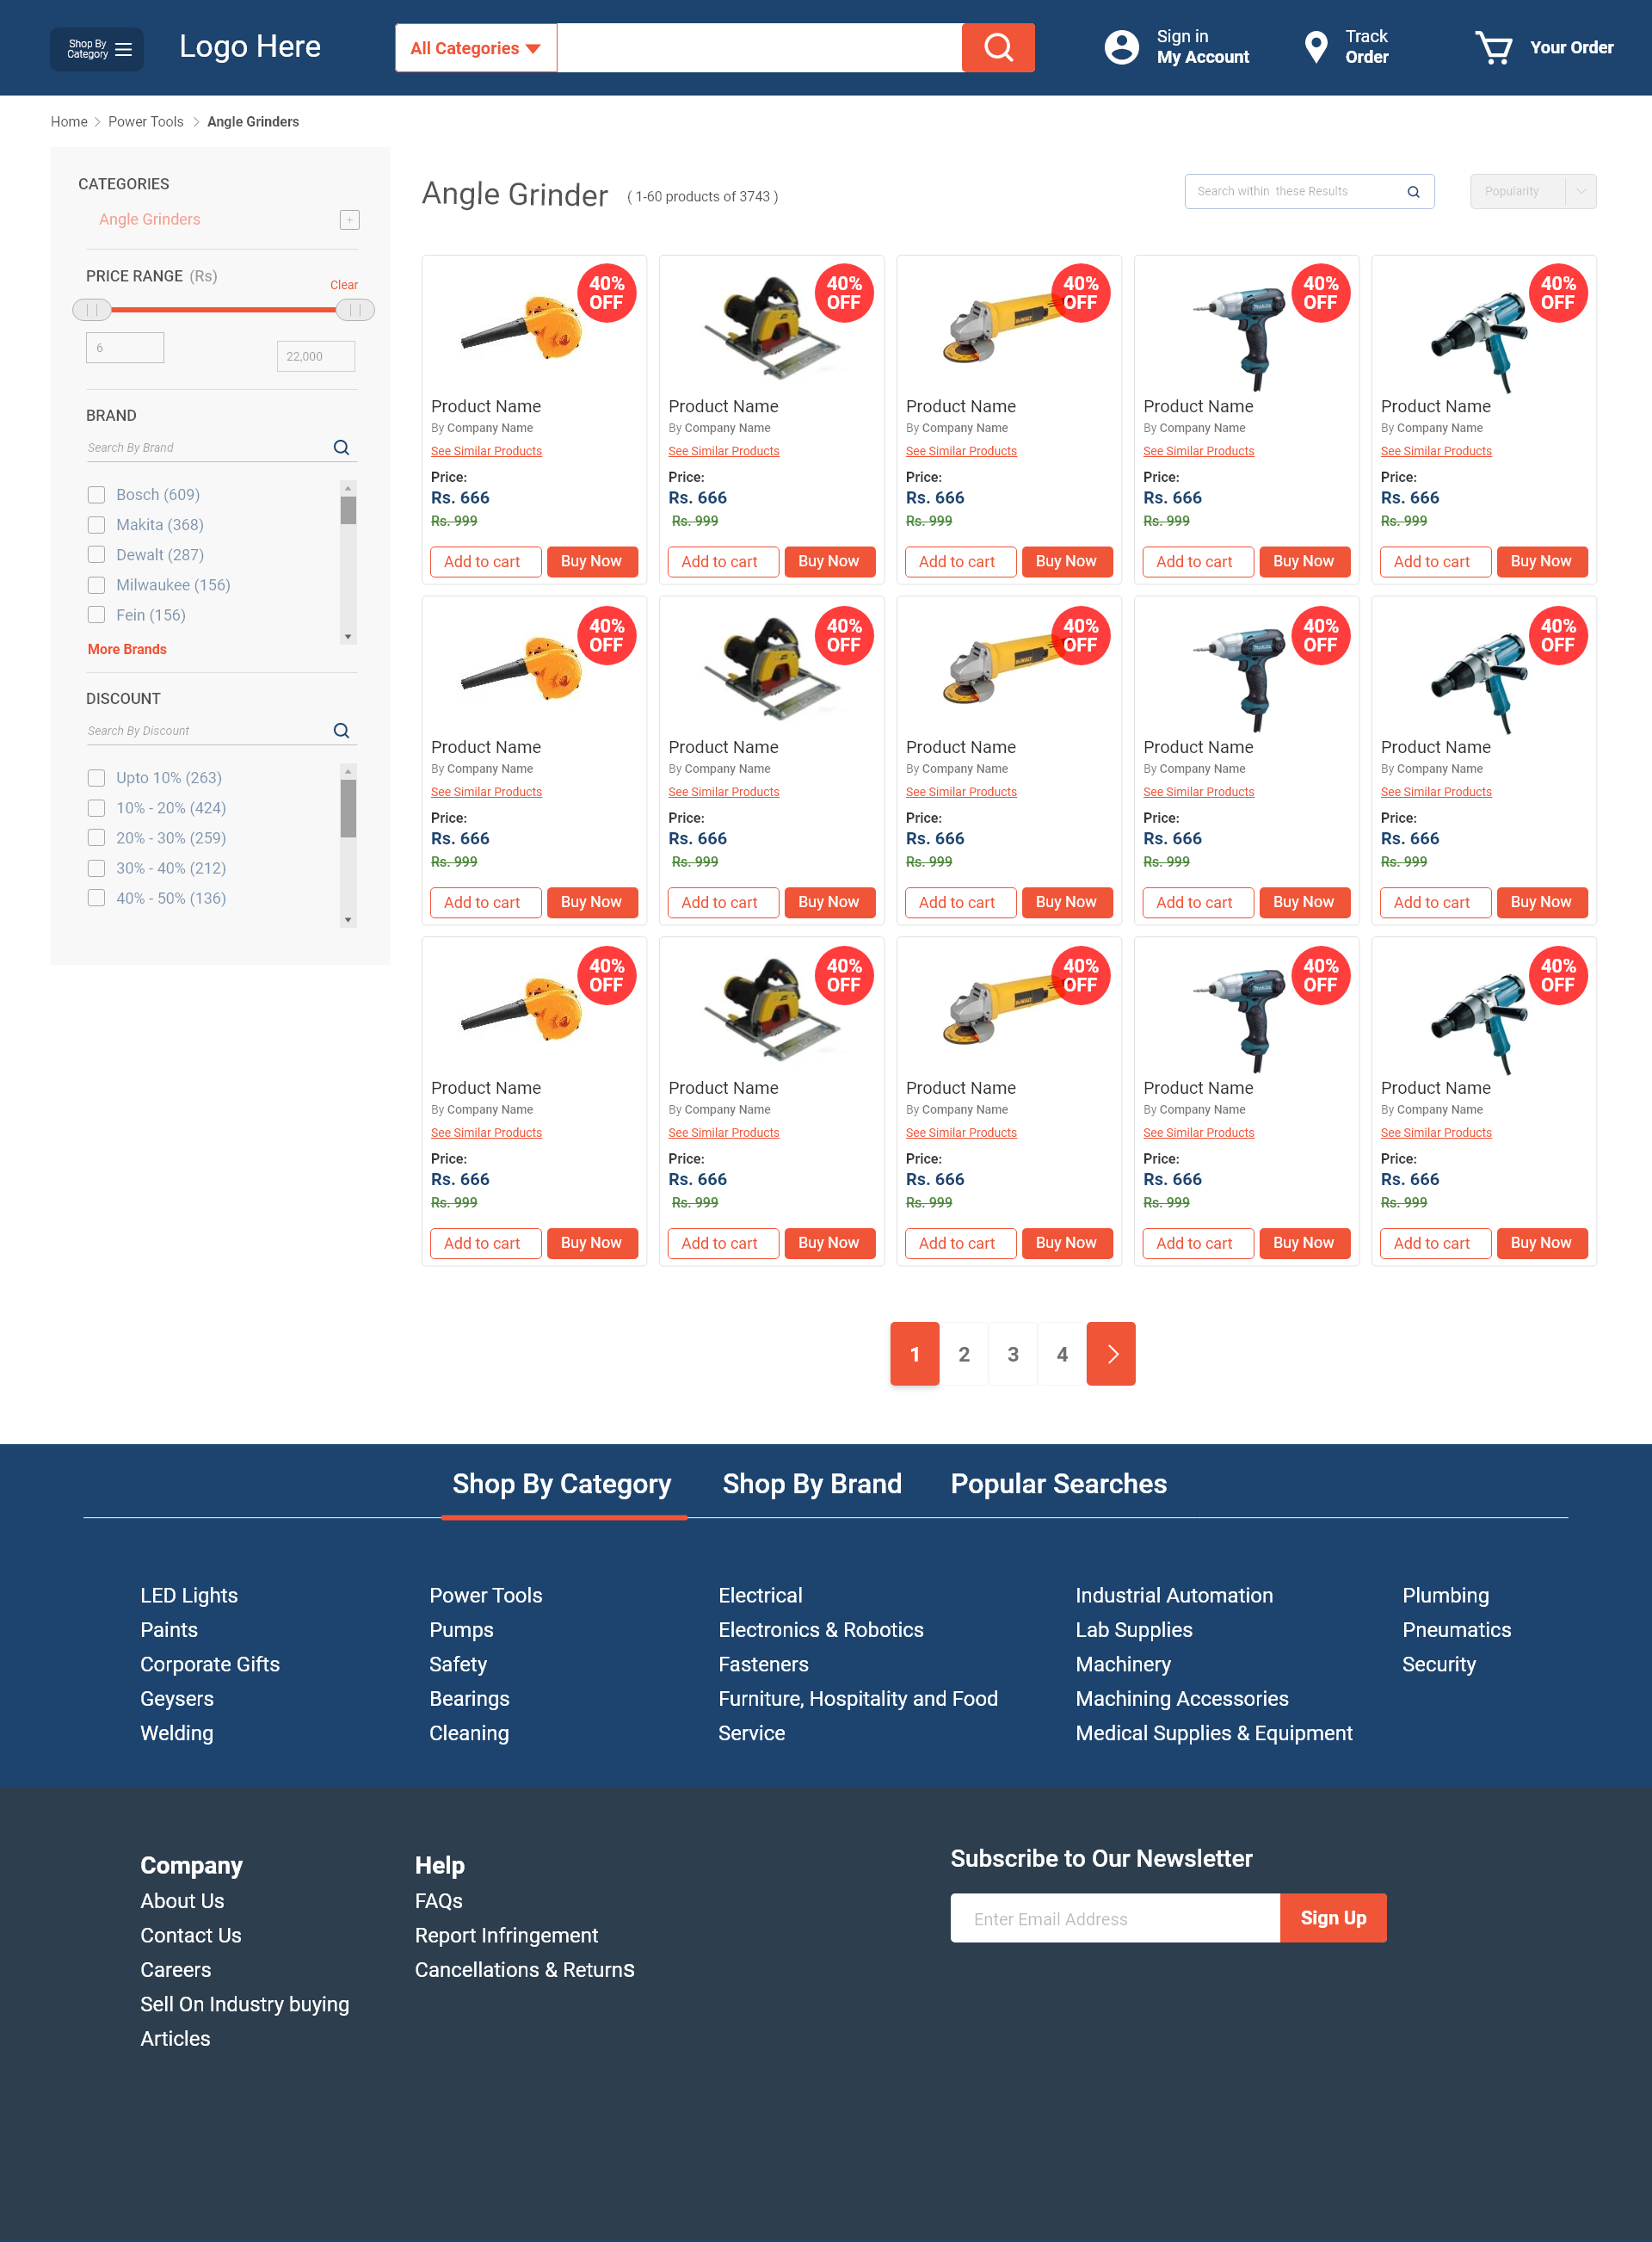 Shop By
Category
Logo Here
All Categories
Sign in
My Account
Track
Order
Your Order
Home > Power Tools > Angle Grinders
CATEGORIES
Angle Grinders +
PRICE RANGE (Rs)
Clear
6
22,000
BRAND
Search By Brand
Bosch (609)
Makita (368)
Dewalt (287)
Milwaukee (156)
Fein (156)
More Brands
DISCOUNT
Search By Discount
Upto 10% (263)
10% - 20% (424)
20% - 30% (259)
30% - 40% (212)
40% - 50% (136)
Angle Grinder ( 1-60 products of 3743 )
Search within these Results
Popularity
40% 40% 40% 40% 40%
OFF OFF OFF OFF OFF
Product Name Product Name Product Name Product Name Product Name
By Company Name By Company Name By Company Name By Company Name By Company Name
See Similar Products See Similar Products See Similar Products See Similar Products See Similar Products
Price: Price: Price: Price: Price:
Rs. 666 Rs. 666 Rs. 666 Rs. 666 Rs. 666
Rs. 999 Rs. 999 Rs. 999 Rs. 999 Rs. 999
Add to cart Buy Now Add to cart Buy Now Add to cart Buy Now Add to cart Buy Now Add to cart Buy Now
40% 40% 40% 40% 40%
OFF OFF OFF OFF OFF
Product Name Product Name Product Name Product Name Product Name
By Company Name By Company Name By Company Name By Company Name By Company Name
See Similar Products See Similar Products See Similar Products See Similar Products See Similar Products
Price: Price: Price: Price: Price:
Rs. 666 Rs. 666 Rs. 666 Rs. 666 Rs. 666
Rs. 999 Rs. 999 Rs. 999 Rs. 999 Rs. 999
Add to cart Buy Now Add to cart Buy Now Add to cart Buy Now Add to cart Buy Now Add to cart Buy Now
40% 40% 40% 40% 40%
OFF OFF OFF OFF OFF
Product Name Product Name Product Name Product Name Product Name
By Company Name By Company Name By Company Name By Company Name By Company Name
See Similar Products See Similar Products See Similar Products See Similar Products See Similar Products
Price: Price: Price: Price: Price:
Rs. 666 Rs. 666 Rs. 666 Rs. 666 Rs. 666
Rs. 999 Rs. 999 Rs. 999 Rs. 999 Rs. 999
Add to cart Buy Now Add to cart Buy Now Add to cart Buy Now Add to cart Buy Now Add to cart Buy Now
1 2 3 4
Shop By Category Shop By Brand Popular Searches
LED Lights
Paints
Corporate Gifts
Geysers
Welding
Power Tools
Pumps
Safety
Bearings
Cleaning
Electrical
Electronics & Robotics
Fasteners
Furniture, Hospitality and Food
Service
Industrial Automation
Lab Supplies
Machinery
Machining Accessories
Medical Supplies & Equipment
Plumbing
Pneumatics
Security
Company
About Us
Contact Us
Careers
Sell On Industry buying
Articles
Help
FAQs
Report Infringement
Cancellations & Returns
Subscribe to Our Newsletter
Enter Email Address
Sign Up